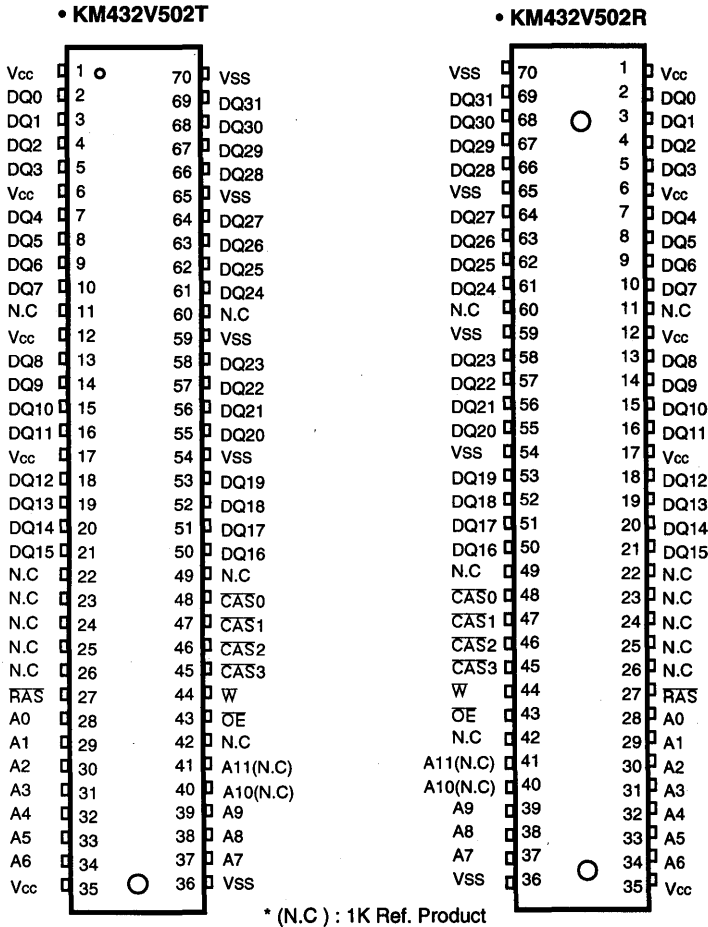 • KM432V502T
Vcc 1 70 VSS
DQ0 2 69 DQ31
DQ1 3 68 DQ30
DQ2 4 67 DQ29
DQ3 5 66 DQ28
Vcc 6 65 VSS
DQ4 7 64 DQ27
DQ5 8 63 DQ26
DQ6 9 62 DQ25
DQ7 10 61 DQ24
N.C 11 60 N.C
Vcc 12 59 VSS
DQ8 13 58 DQ23
DQ9 14 57 DQ22
DQ10 15 56 DQ21
DQ11 16 55 DQ20
Vcc 17 54 VSS
DQ12 18 53 DQ19
DQ13 19 52 DQ18
DQ14 20 51 DQ17
DQ15 21 50 DQ16
N.C 22 49 N.C
N.C 23 48 C̅A̅S̅0
N.C 24 47 C̅A̅S̅1
N.C 25 46 C̅A̅S̅2
N.C 26 45 C̅A̅S̅3
R̅A̅S̅ 27 44 W̅
A0 28 43 O̅E̅
A1 29 42 N.C
A2 30 41 A11(N.C)
A3 31 40 A10(N.C)
A4 32 39 A9
A5 33 38 A8
A6 34 37 A7
Vcc 35 36 VSS
• KM432V502R
VSS 70 1 Vcc
DQ31 69 2 DQ0
DQ30 68 3 DQ1
DQ29 67 4 DQ2
DQ28 66 5 DQ3
VSS 65 6 Vcc
DQ27 64 7 DQ4
DQ26 63 8 DQ5
DQ25 62 9 DQ6
DQ24 61 10 DQ7
N.C 60 11 N.C
VSS 59 12 Vcc
DQ23 58 13 DQ8
DQ22 57 14 DQ9
DQ21 56 15 DQ10
DQ20 55 16 DQ11
VSS 54 17 Vcc
DQ19 53 18 DQ12
DQ18 52 19 DQ13
DQ17 51 20 DQ14
DQ16 50 21 DQ15
N.C 49 22 N.C
C̅A̅S̅0 48 23 N.C
C̅A̅S̅1 47 24 N.C
C̅A̅S̅2 46 25 N.C
C̅A̅S̅3 45 26 N.C
W̅ 44 27 R̅A̅S̅
O̅E̅ 43 28 A0
N.C 42 29 A1
A11(N.C) 41 30 A2
A10(N.C) 40 31 A3
A9 39 32 A4
A8 38 33 A5
A7 37 34 A6
VSS 36 35 Vcc
* (N.C ) : 1K Ref. Product